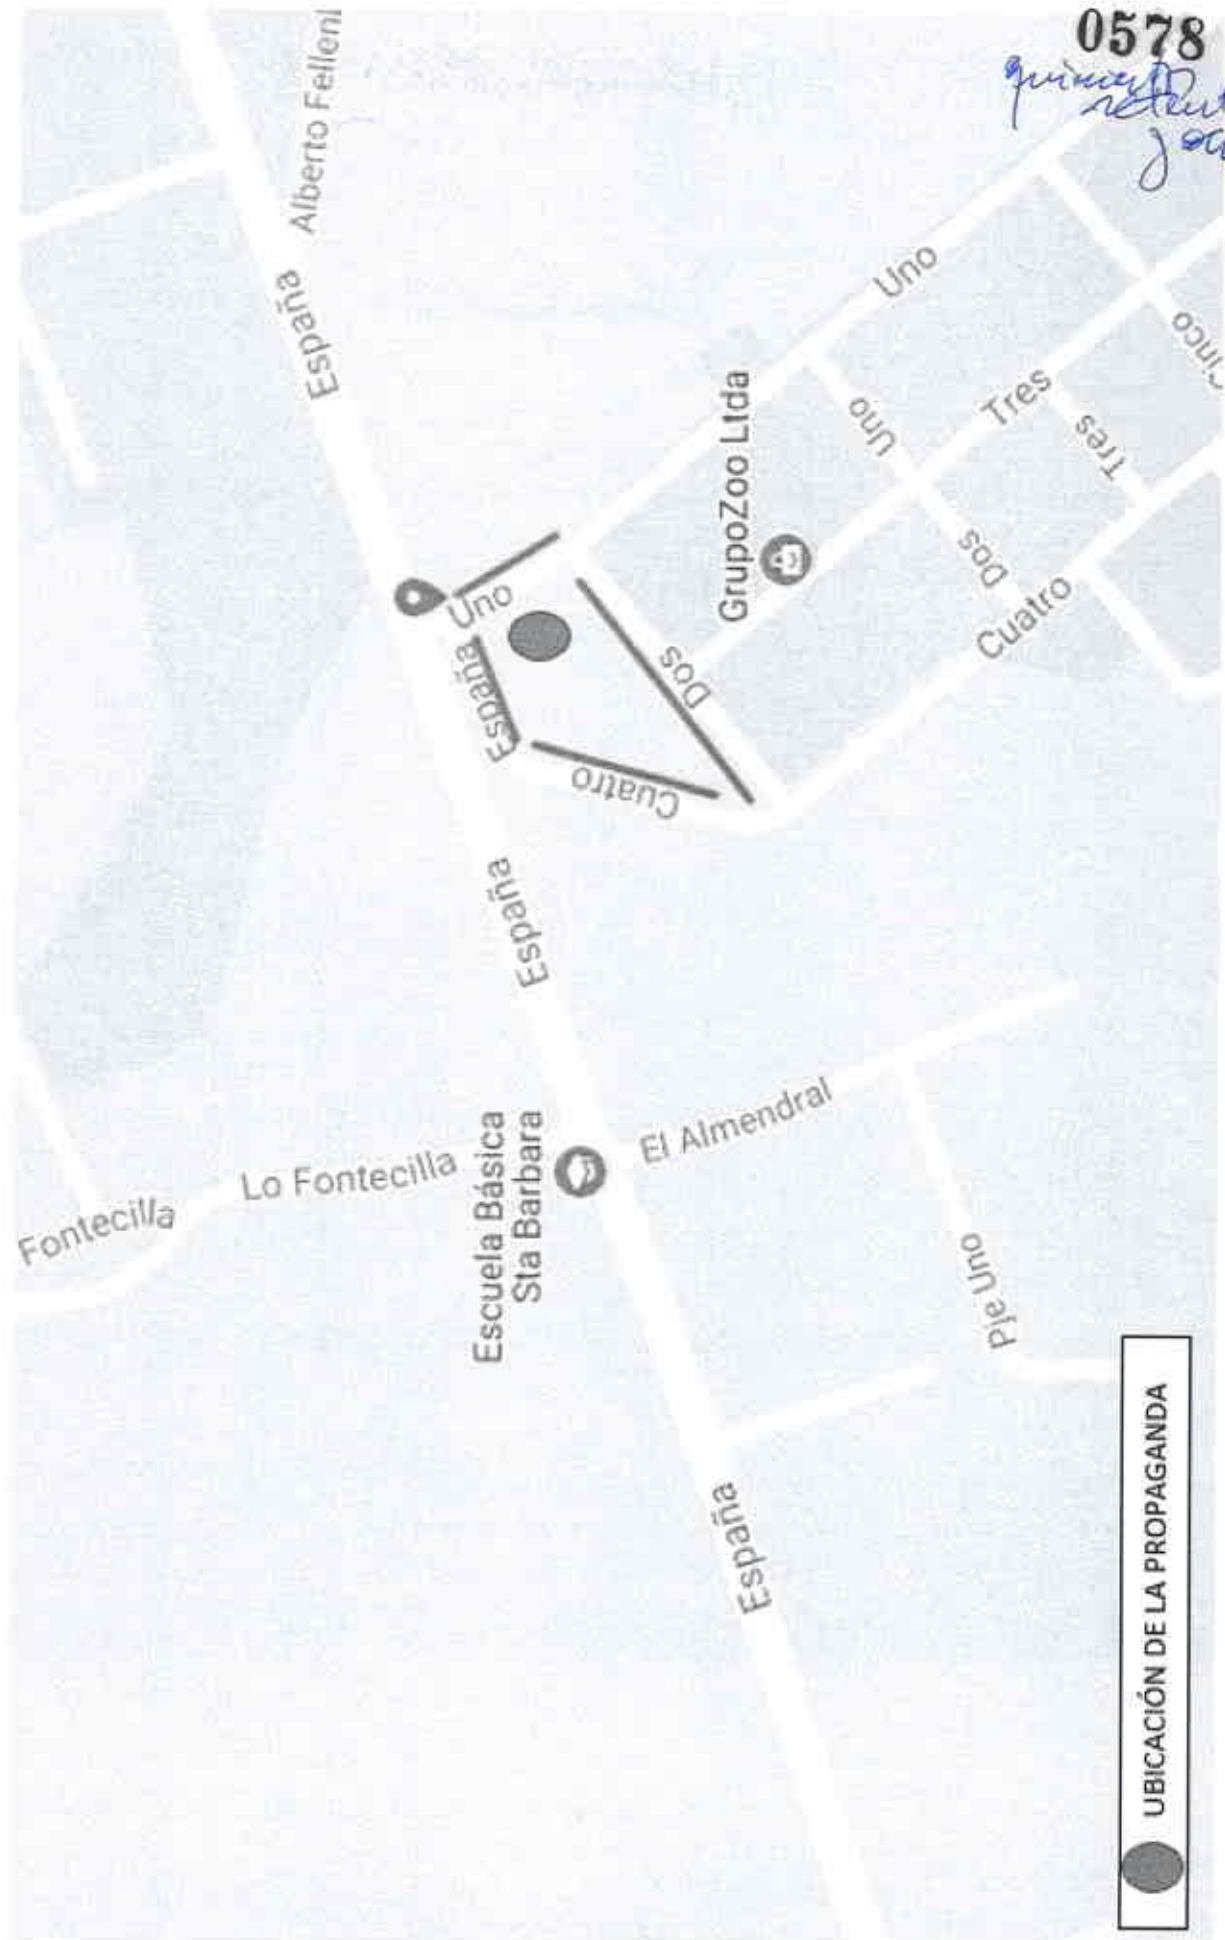 0578
Alberto Felleni
España
Uno
Cinco
Tres
Uno
Tres
GrupoZoo Ltda
Dos
Uno
España
Dos
Cuatro
Cuatro
España
El Almendral
Escuela Básica
Sta Barbara
Lo Fontecilla
Fontecilla
Pje Uno
España
UBICACIÓN DE LA PROPAGANDA